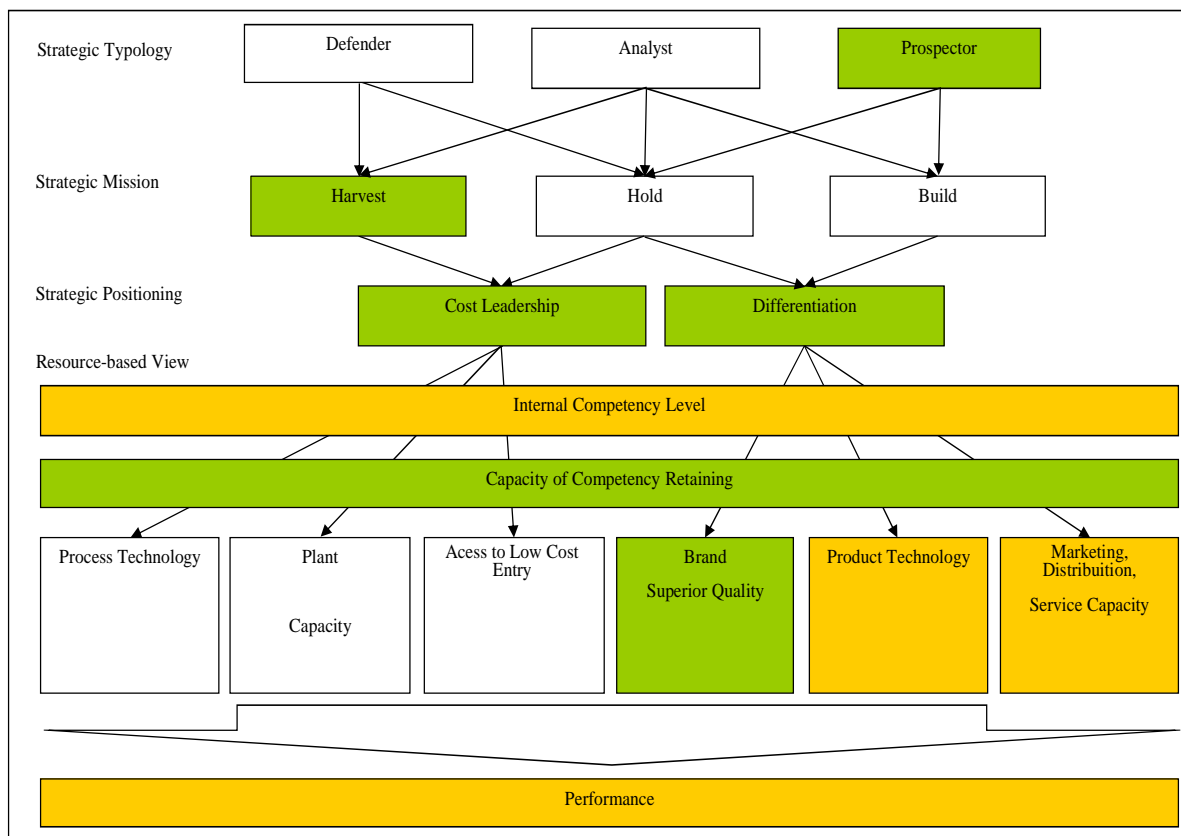 Strategic Typology
Defender
Analyst
Prospector
Strategic Mission
Harvest
Hold
Build
Strategic Positioning
Cost Leadership
Differentiation
Resource-based View
Internal Competency Level
Capacity of Competency Retaining
Process Technology
Plant
Capacity
Acess to Low Cost
Entry
Brand
Superior Quality
Product Technology
Marketing,
Distribuition,
Service Capacity
Performance